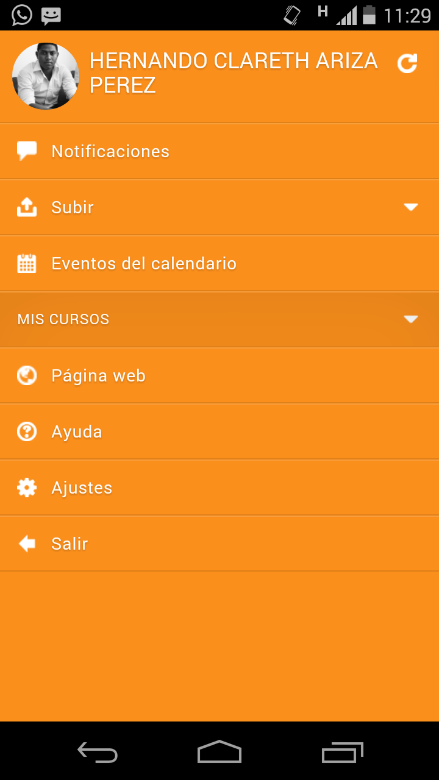 H 11:29
HERNANDO CLARETH ARIZA
PEREZ
Notificaciones
Subir
Eventos del calendario
MIS CURSOS
Página web
Ayuda
Ajustes
Salir